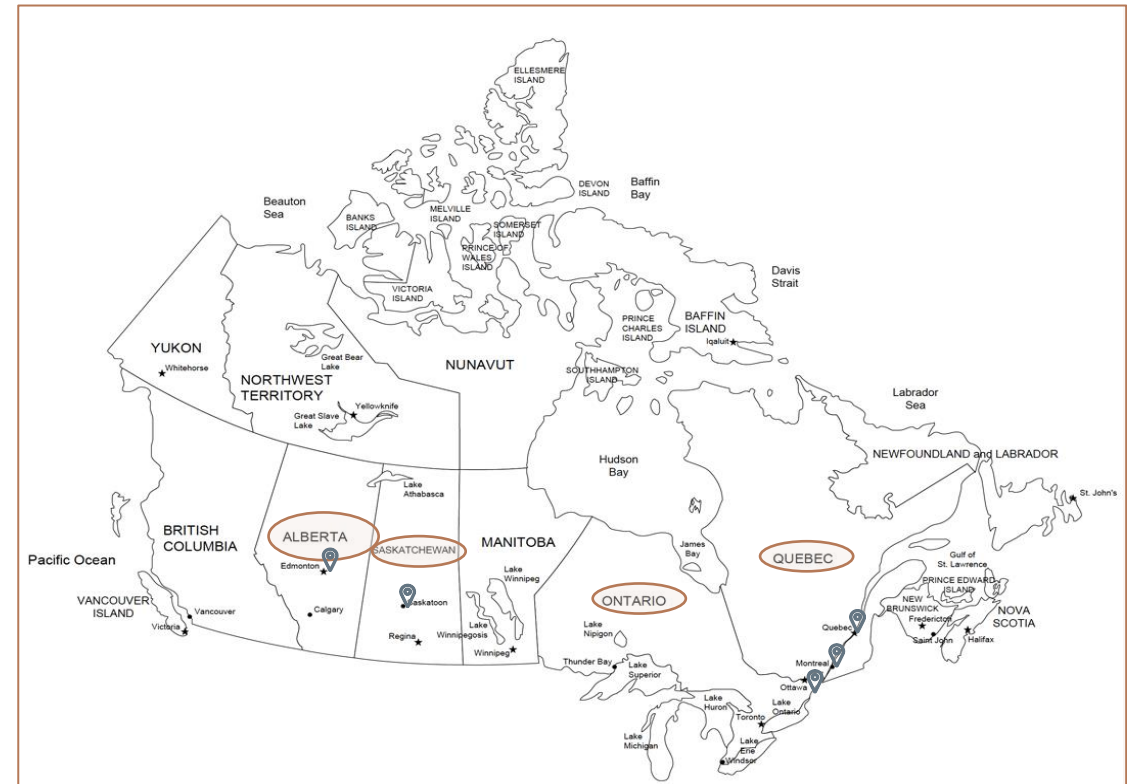 ELLESMERE
ISLAND
DEVON
ISLAND
Baffin
Bay
Beauton
Sea
BANKS
ISLAND
MELVILLE
ISLAND
SOMERSET
ISLAND
PRINCE OF
WALES
ISLAND
VICTORIA
ISLAND
Davis
Strait
PRINCE
CHARLES
ISLAND
BAFFIN
ISLAND
Iqaluit
YUKON
Whitehorse
Great Bear
Lake
NORTHWEST
TERRITORY
NUNAVUT
SOUTHHAMPTON
ISLAND
Yellowknife
Great Slave
Lake
Labrador
Sea
Hudson
Bay
NEWFOUNDLAND and LABRADOR
Lake
Athabasca
St. John's
BRITISH
COLUMBIA
ALBERTA
SASKATCHEWAN
MANITOBA
James
Bay
QUEBEC
Pacific Ocean
Edmonton
Gulf of
St. Lawrence
Lake
Winnipeg
PRINCE EDWARD
ISLAND
VANCOUVER
ISLAND
Vancouver
Victoria
Calgary
Saskatoon
ONTARIO
NEW
BRUNSWICK
Fredericton
NOVA
SCOTIA
Lake
Winnipegosis
Regina
Winnipeg
Lake
Nipigon
Quebec
Saint John
Halifax
Thunder Bay
Lake
Superior
Montreal
Ottawa
Lake
Huron
Lake
Ontario
Toronto
Lake
Michigan
Lake
Erie
Windsor